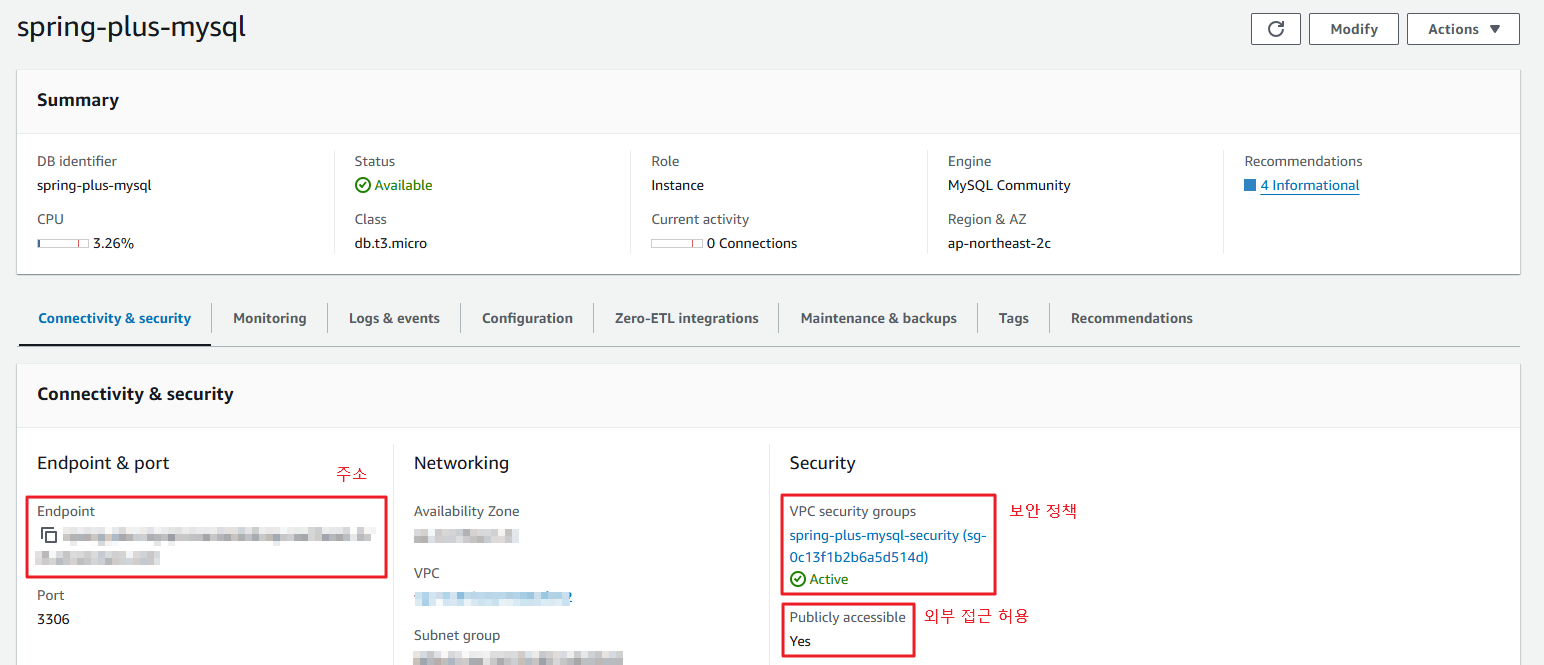 spring-plus-mysql
Modify
Actions
Summary
DB identifier
spring-plus-mysql
Status
Available
Role
Instance
Engine
MySQL Community
Recommendations
4 Informational
CPU
3.26%
Class
db.t3.micro
Current activity
0 Connections
Region & AZ
ap-northeast-2c
Connectivity & security
Monitoring
Logs & events
Configuration
Zero-ETL integrations
Maintenance & backups
Tags
Recommendations
Connectivity & security
Endpoint & port
주소
Endpoint
Port
3306
Networking
Availability Zone
VPC
Subnet group
Security
VPC security groups
보안 정책
spring-plus-mysql-security (sg-
0c13f1b2b6a5d514d)
Active
Publicly accessible
외부 접근 허용
Yes